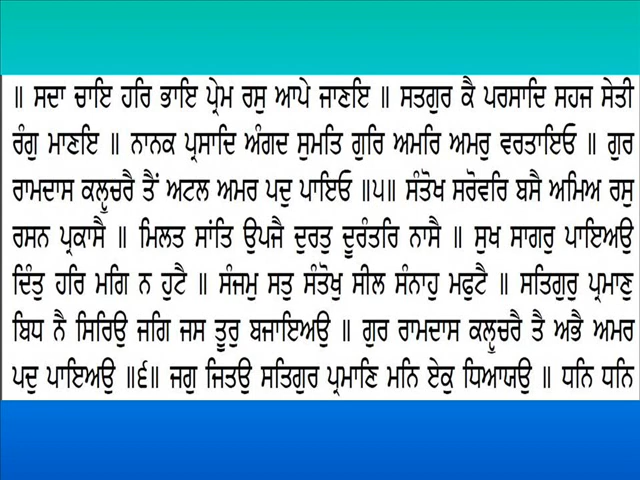 ॥ ਸਦਾ ਚਾਇ ਹਰਿ ਭਾਇ ਪ੍ਰੇਮ ਰਸੁ ਆਪੇ ਜਾਣਇ ॥ ਸਤਗੁਰ ਕੈ ਪਰਸਾਦਿ ਸਹਜ ਸੇਤੀ
ਰੰਗੁ ਮਾਣਇ ॥ ਨਾਨਕ ਪ੍ਰਸਾਦਿ ਅੰਗਦ ਸੁਮਤਿ ਗੁਰਿ ਅਮਰਿ ਅਮਰੁ ਵਰਤਾਇਓ ॥ ਗੁਰ
ਰਾਮਦਾਸ ਕਲੵੁਚਰੈ ਤੈਂ ਅਟਲ ਅਮਰ ਪਦੁ ਪਾਇਓ ॥੫॥ ਸੰਤੋਖ ਸਰੋਵਰਿ ਬਸੈ ਅਮਿਅ ਰਸੁ
ਰਸਨ ਪ੍ਰਕਾਸੈ ॥ ਮਿਲਤ ਸਾਂਤਿ ਉਪਜੈ ਦੁਰਤੁ ਦੂਰੰਤਰਿ ਨਾਸੈ ॥ ਸੁਖ ਸਾਗਰੁ ਪਾਇਅਉ
ਦਿੰਤੁ ਹਰਿ ਮਗਿ ਨ ਹੁਟੈ ॥ ਸੰਜਮੁ ਸਤੁ ਸੰਤੋਖੁ ਸੀਲ ਸੰਨਾਹੁ ਮਫੁਟੈ ॥ ਸਤਿਗੁਰੁ ਪ੍ਰਮਾਣੁ
ਬਿਧ ਨੈ ਸਿਰਿਉ ਜਗਿ ਜਸ ਤੂਰੁ ਬਜਾਇਅਉ ॥ ਗੁਰ ਰਾਮਦਾਸ ਕਲੵੁਚਰੈ ਤੈ ਅਭੈ ਅਮਰ
ਪਦੁ ਪਾਇਅਉ ॥੬॥ ਜਗੁ ਜਿਤਉ ਸਤਿਗੁਰ ਪ੍ਰਮਾਣਿ ਮਨਿ ਏਕੁ ਧਿਆਯਉ ॥ ਧਨਿ ਧਨਿ